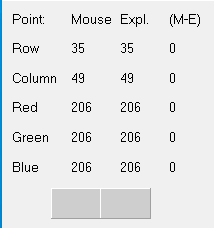 Point: Mouse Expl. (M-E)
Row 35 35 0
Column 49 49 0
Red 206 206 0
Green 206 206 0
Blue 206 206 0